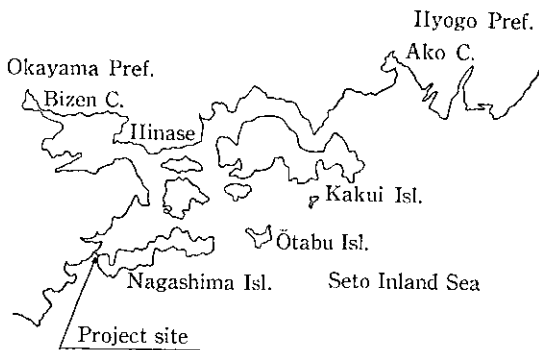 Hyogo Pref.
Ako C.
Okayama Pref.
Bizen C.
Hinase
Kakui Isl.
Ōtabu Isl.
Nagashima Isl.
Seto Inland Sea
Project site